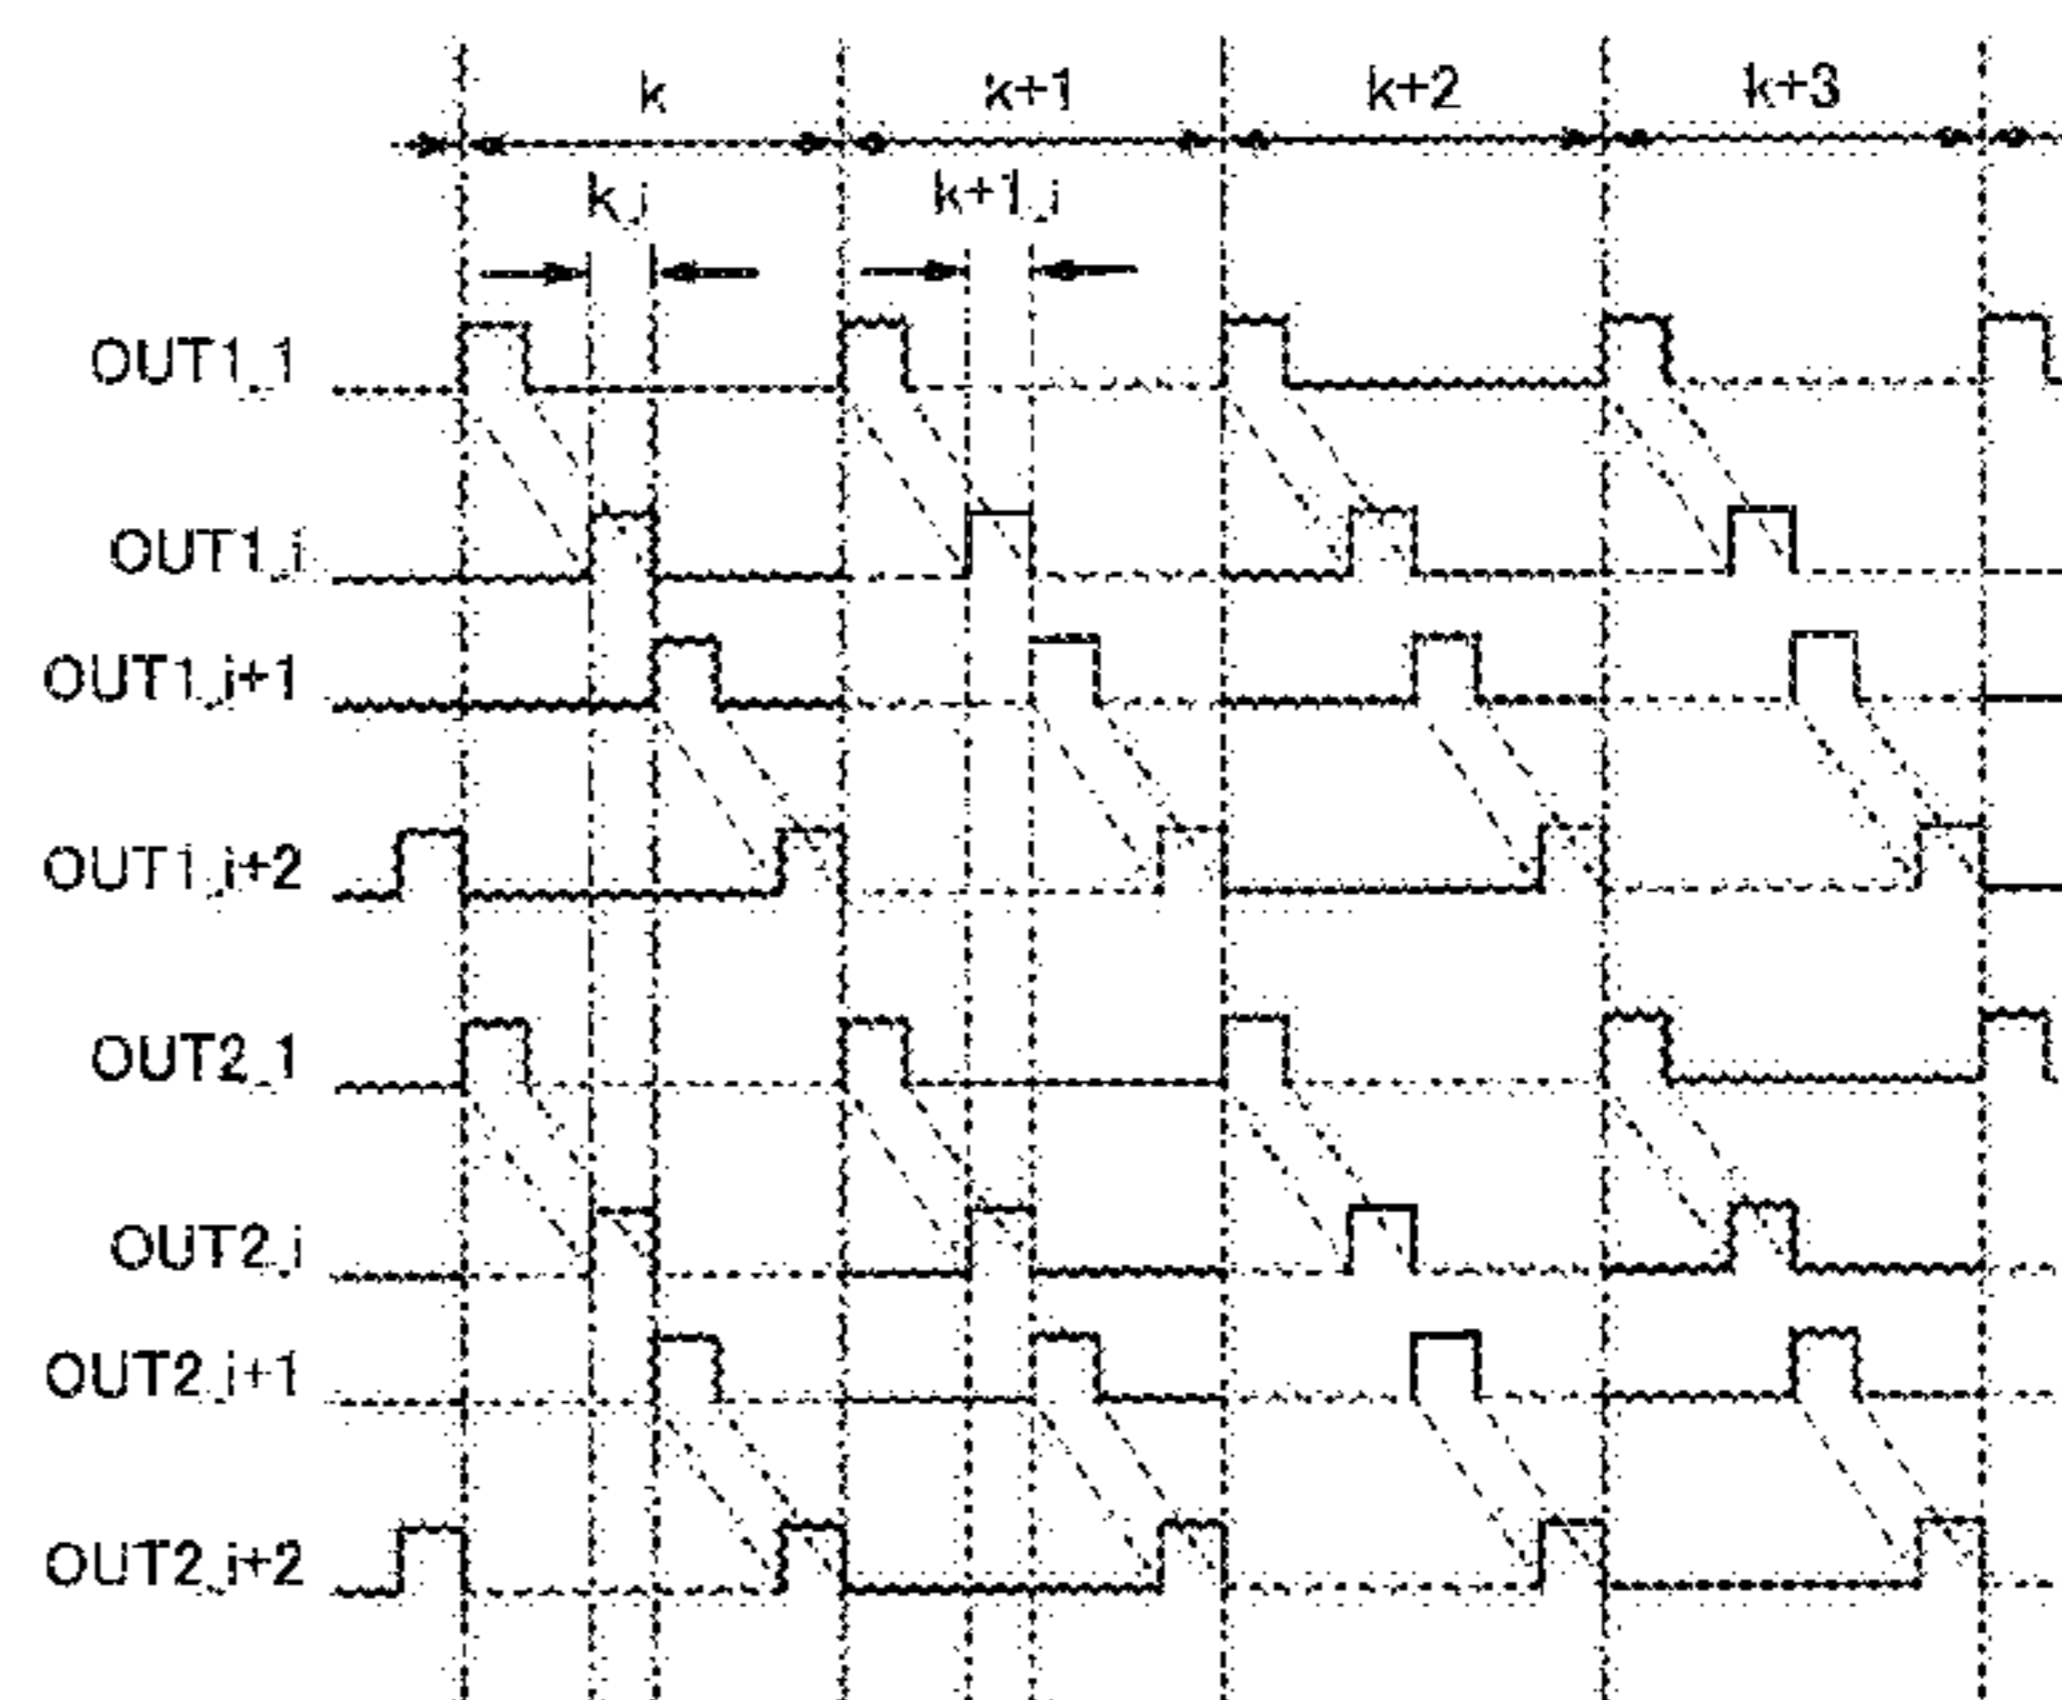 k k+1 k+2 k+3
k_i k+1_i
OUT1_1
OUT1_i
OUT1_i+1
OUT1_i+2
OUT2_1
OUT2_i
OUT2_i+1
OUT2_i+2